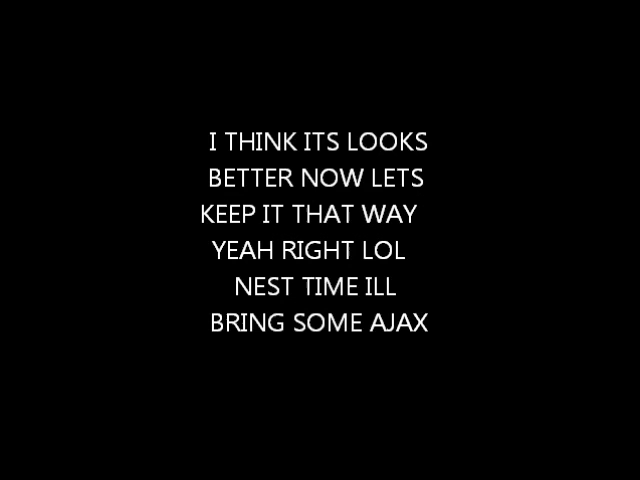 I THINK ITS LOOKS
BETTER NOW LETS
KEEP IT THAT WAY
YEAH RIGHT LOL
NEST TIME ILL
BRING SOME AJAX